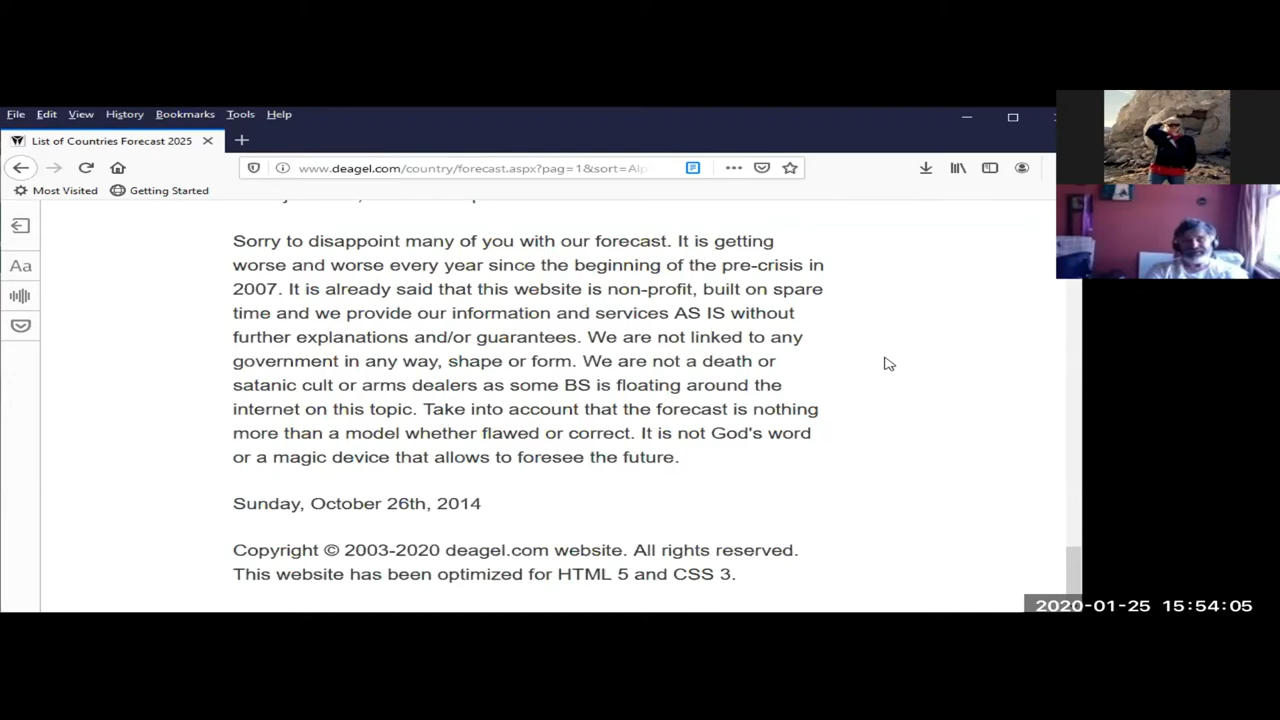 File Edit View History Bookmarks Tools Help
List of Countries Forecast 2025
www.deagel.com/country/forecast.aspx?pag=1&sort=Alp
Most Visited Getting Started
Aa
Sorry to disappoint many of you with our forecast. It is getting
worse and worse every year since the beginning of the pre-crisis in
2007. It is already said that this website is non-profit, built on spare
time and we provide our information and services AS IS without
further explanations and/or guarantees. We are not linked to any
government in any way, shape or form. We are not a death or
satanic cult or arms dealers as some BS is floating around the
internet on this topic. Take into account that the forecast is nothing
more than a model whether flawed or correct. It is not God's word
or a magic device that allows to foresee the future.
Sunday, October 26th, 2014
Copyright © 2003-2020 deagel.com website. All rights reserved.
This website has been optimized for HTML 5 and CSS 3.
2020-01-25 15:54:05